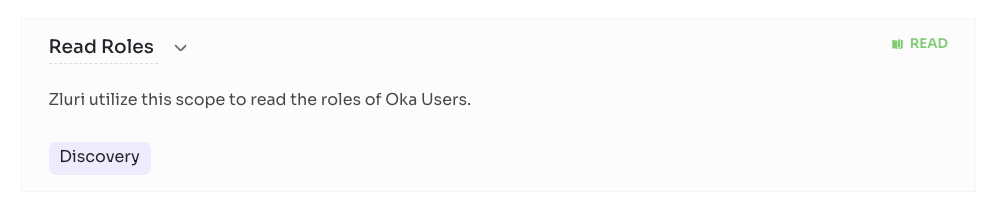 Read Roles
READ
Zluri utilize this scope to read the roles of Oka Users.
Discovery